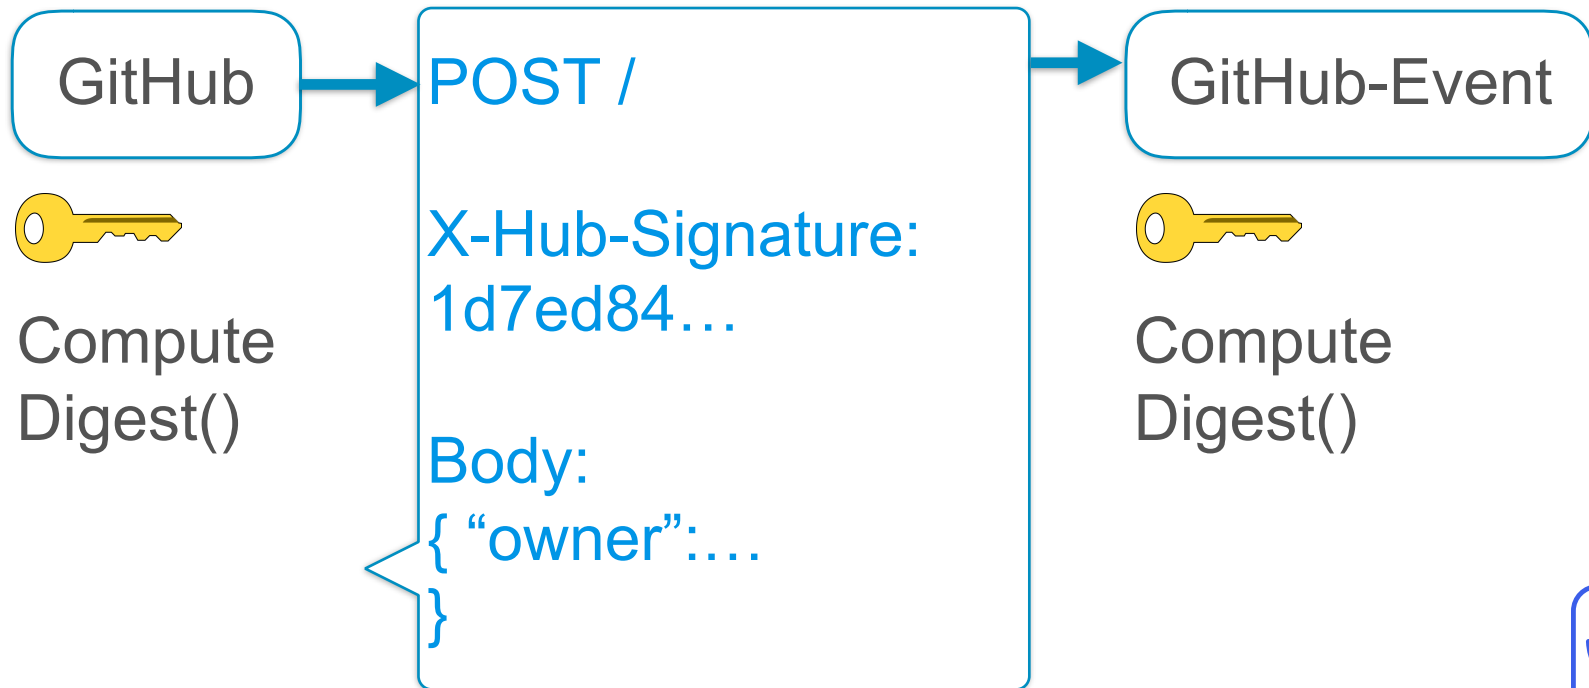 GitHub
POST /
GitHub-Event
X-Hub-Signature:
1d7ed84…
Compute
Digest()
Compute
Digest()
Body:
{ “owner”:…
}